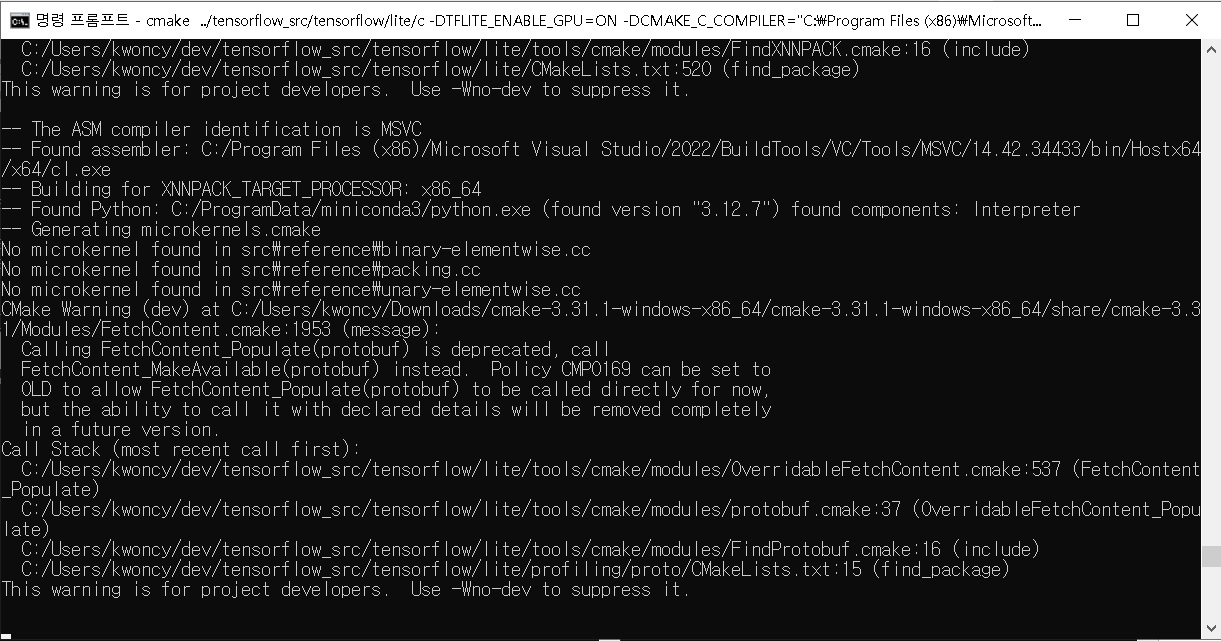 명령 프롬프트 - cmake ../tensorflow_src/tensorflow/lite/c -DTFLITE_ENABLE_GPU=ON -DCMAKE_C_COMPILER="C:₩Program Files (x86)₩Microsoft...
C:/Users/kwoncy/dev/tensorflow_src/tensorflow/lite/tools/cmake/modules/FindXNNPACK.cmake:16 (include)
C:/Users/kwoncy/dev/tensorflow_src/tensorflow/lite/CMakeLists.txt:520 (find_package)
This warning is for project developers.  Use -Wno-dev to suppress it.
-- The ASM compiler identification is MSVC
-- Found assembler: C:/Program Files (x86)/Microsoft Visual Studio/2022/BuildTools/VC/Tools/MSVC/14.42.34433/bin/Hostx64
/x64/cl.exe
-- Building for XNNPACK_TARGET_PROCESSOR: x86_64
-- Found Python: C:/ProgramData/miniconda3/python.exe (found version "3.12.7") found components: Interpreter
-- Generating microkernels.cmake
No microkernel found in src₩reference₩binary-elementwise.cc
No microkernel found in src₩reference₩packing.cc
No microkernel found in src₩reference₩unary-elementwise.cc
CMake Warning (dev) at C:/Users/kwoncy/Downloads/cmake-3.31.1-windows-x86_64/cmake-3.31.1-windows-x86_64/share/cmake-3.3
1/Modules/FetchContent.cmake:1953 (message):
Calling FetchContent_Populate(protobuf) is deprecated, call
FetchContent_MakeAvailable(protobuf) instead.  Policy CMP0169 can be set to
OLD to allow FetchContent_Populate(protobuf) to be called directly for now,
but the ability to call it with declared details will be removed completely
in a future version.
Call Stack (most recent call first):
C:/Users/kwoncy/dev/tensorflow_src/tensorflow/lite/tools/cmake/modules/OverridableFetchContent.cmake:537 (FetchContent
_Populate)
C:/Users/kwoncy/dev/tensorflow_src/tensorflow/lite/tools/cmake/modules/protobuf.cmake:37 (OverridableFetchContent_Popu
late)
C:/Users/kwoncy/dev/tensorflow_src/tensorflow/lite/tools/cmake/modules/FindProtobuf.cmake:16 (include)
C:/Users/kwoncy/dev/tensorflow_src/tensorflow/lite/profiling/proto/CMakeLists.txt:15 (find_package)
This warning is for project developers.  Use -Wno-dev to suppress it.